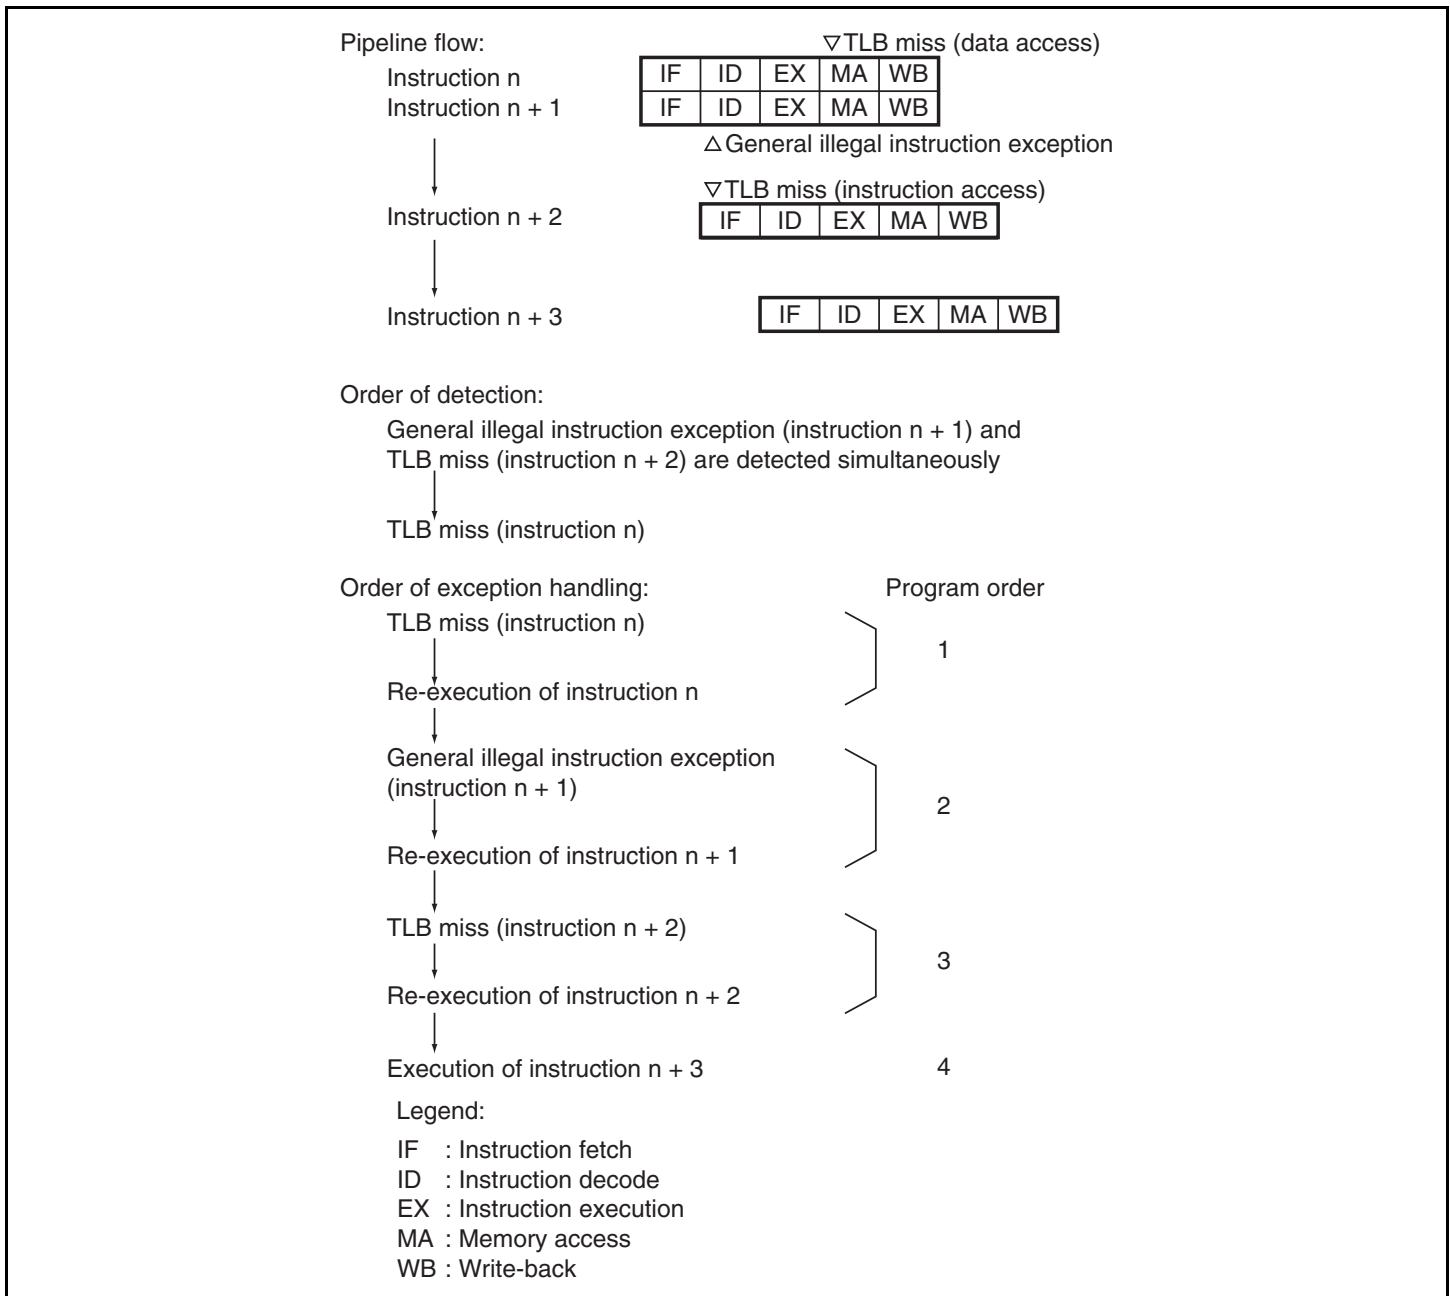 Pipeline flow:
▽TLB miss (data access)
Instruction n
IF ID EX MA WB
Instruction n + 1
IF ID EX MA WB
△General illegal instruction exception
▽TLB miss (instruction access)
Instruction n + 2
IF ID EX MA WB
Instruction n + 3
IF ID EX MA WB
Order of detection:
General illegal instruction exception (instruction n + 1) and
TLB miss (instruction n + 2) are detected simultaneously
TLB miss (instruction n)
Order of exception handling:
Program order
TLB miss (instruction n)
1
Re-execution of instruction n
General illegal instruction exception
(instruction n + 1)
2
Re-execution of instruction n + 1
TLB miss (instruction n + 2)
3
Re-execution of instruction n + 2
Execution of instruction n + 3
4
Legend:
IF : Instruction fetch
ID : Instruction decode
EX : Instruction execution
MA : Memory access
WB : Write-back